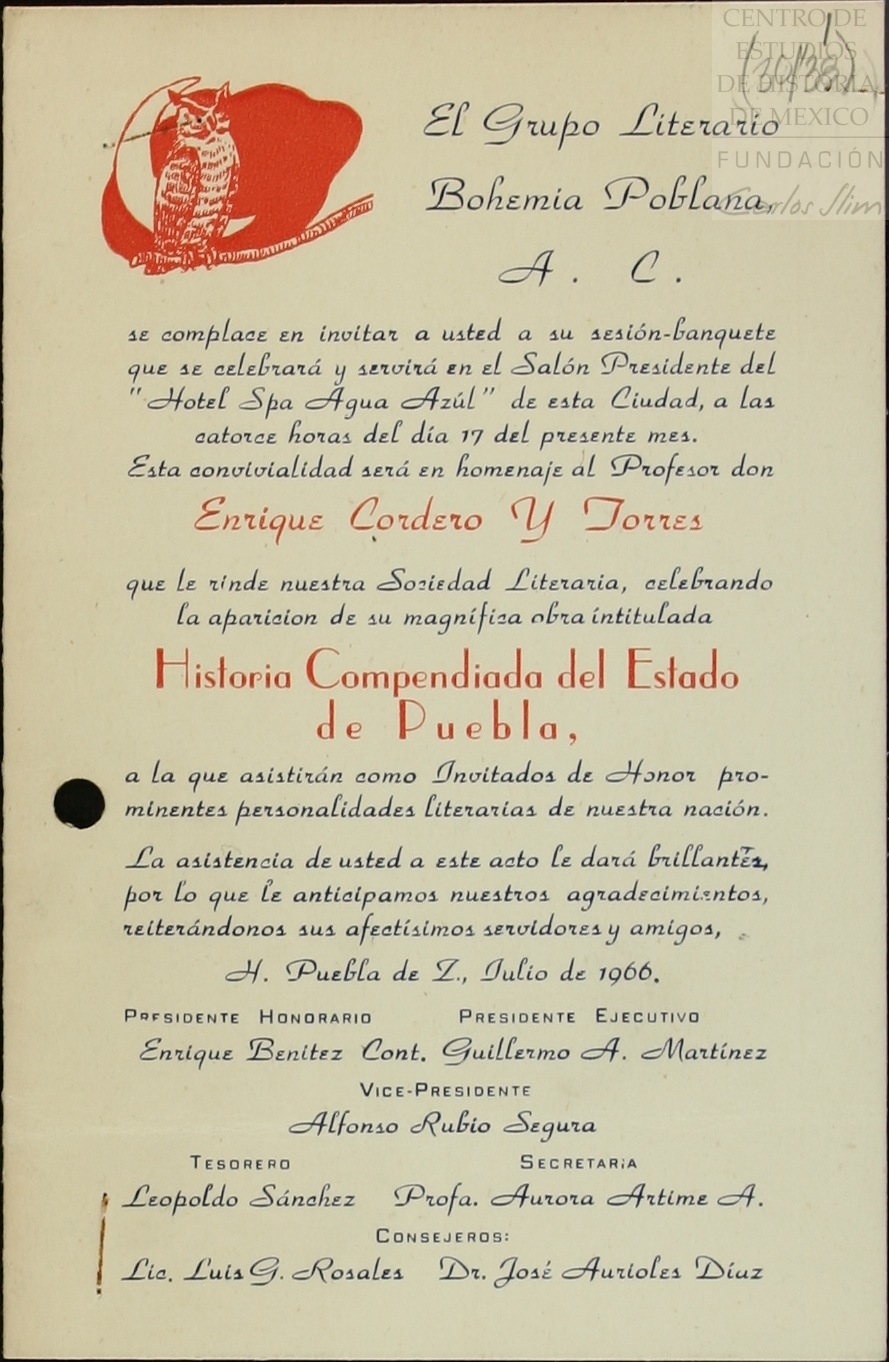 CENTRO DE
ESTUDIOS
DE HISTORIA
DE MEXICO
FUNDACIÓN
Carlos Slim
El Grupo Literario
Bohemia Poblana,
A. C.
se complace en invitar a usted a su sesión-banquete
que se celebrará y servirá en el Salón Presidente del
"Hotel Spa Agua Azúl" de esta Ciudad, a las
catorce horas del día 17 del presente mes.
Esta convivialidad será en homenaje al Profesor don
Enrique Cordero Y Torres
que le rinde nuestra Sociedad Literaria, celebrando
la aparicion de su magnífica obra íntitulada
Historia Compendiada del Estado
de Puebla,
a la que asistirán como Invitados de Honor pro-
minentes personalidades literarias de nuestra nación.
La asistencia de usted a este acto le dará brillantes,
por lo que le anticipamos nuestros agradecimientos,
reiterándonos sus afectísimos servidores y amigos,
H. Puebla de Z., Julio de 1966.
PRESIDENTE HONORARIO PRESIDENTE EJECUTIVO
Enrique Benitez Cont. Guillermo A. Martínez
VICE-PRESIDENTE
Alfonso Rubio Segura
TESORERO SECRETARIA
Leopoldo Sánchez Profa. Aurora Artime A.
CONSEJEROS:
Lic. Luis G. Rosales Dr. José Aurioles Díaz